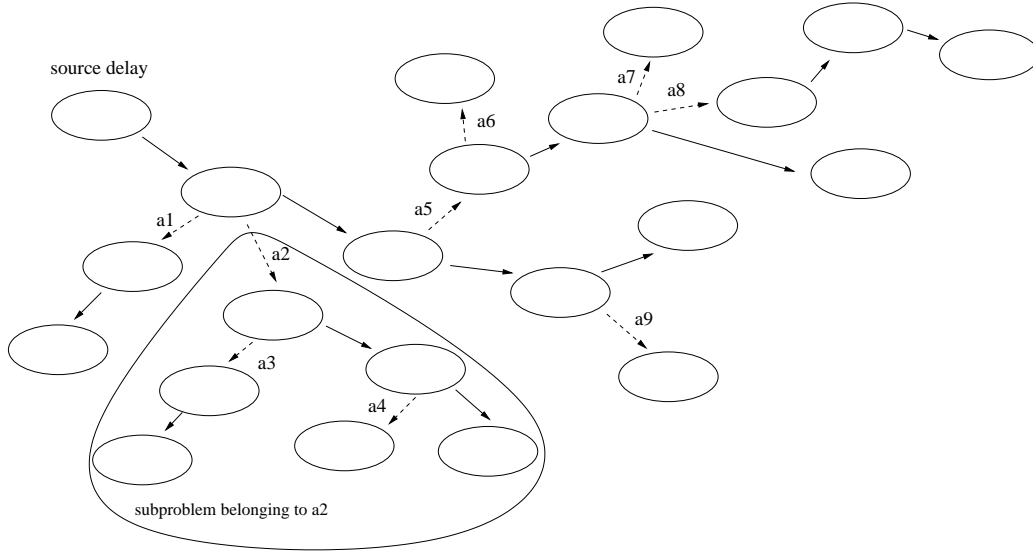 source delay
a7
a8
a6
a5
a1
a2
a9
a3
a4
subproblem belonging to a2